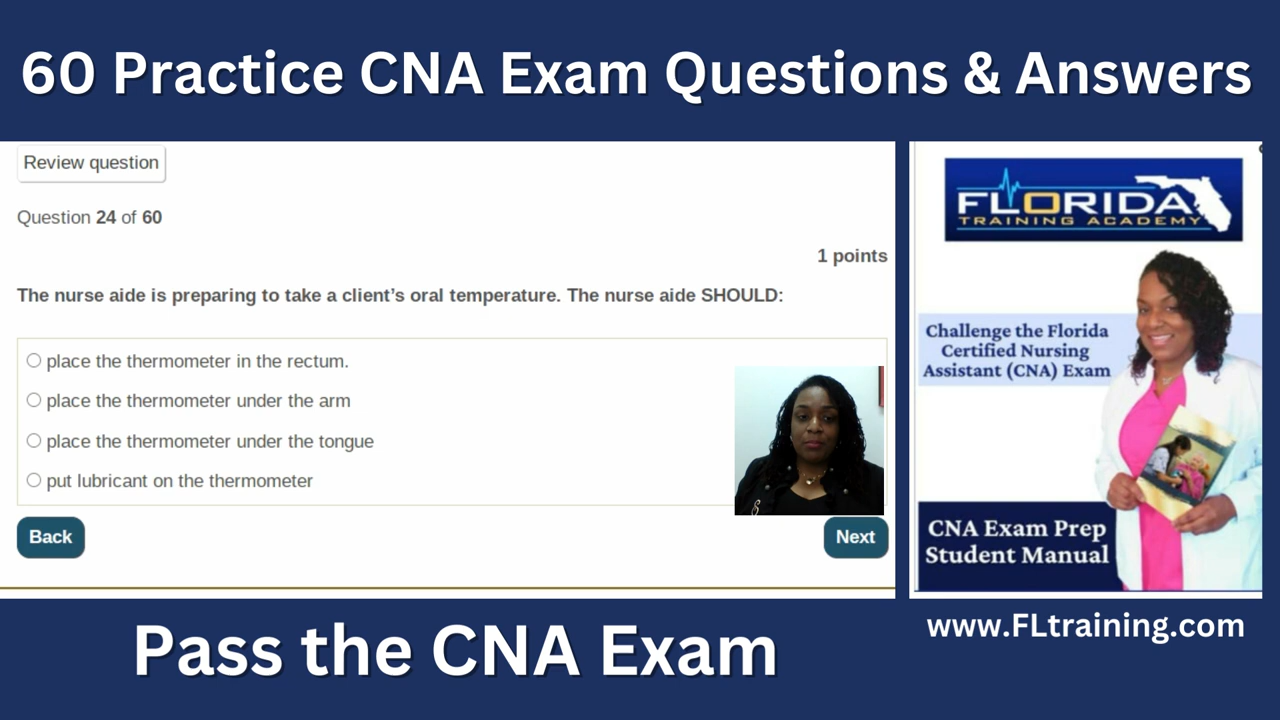 60 Practice CNA Exam Questions & Answers
Review question
Question 24 of 60
1 points
The nurse aide is preparing to take a client’s oral temperature. The nurse aide SHOULD:
place the thermometer in the rectum.
place the thermometer under the arm
place the thermometer under the tongue
put lubricant on the thermometer
Back
Next
FLORIDA
TRAINING ACADEMY
Challenge the Florida
Certified Nursing
Assistant (CNA) Exam
CNA Exam Prep
Student Manual
Pass the CNA Exam
www.FLtraining.com